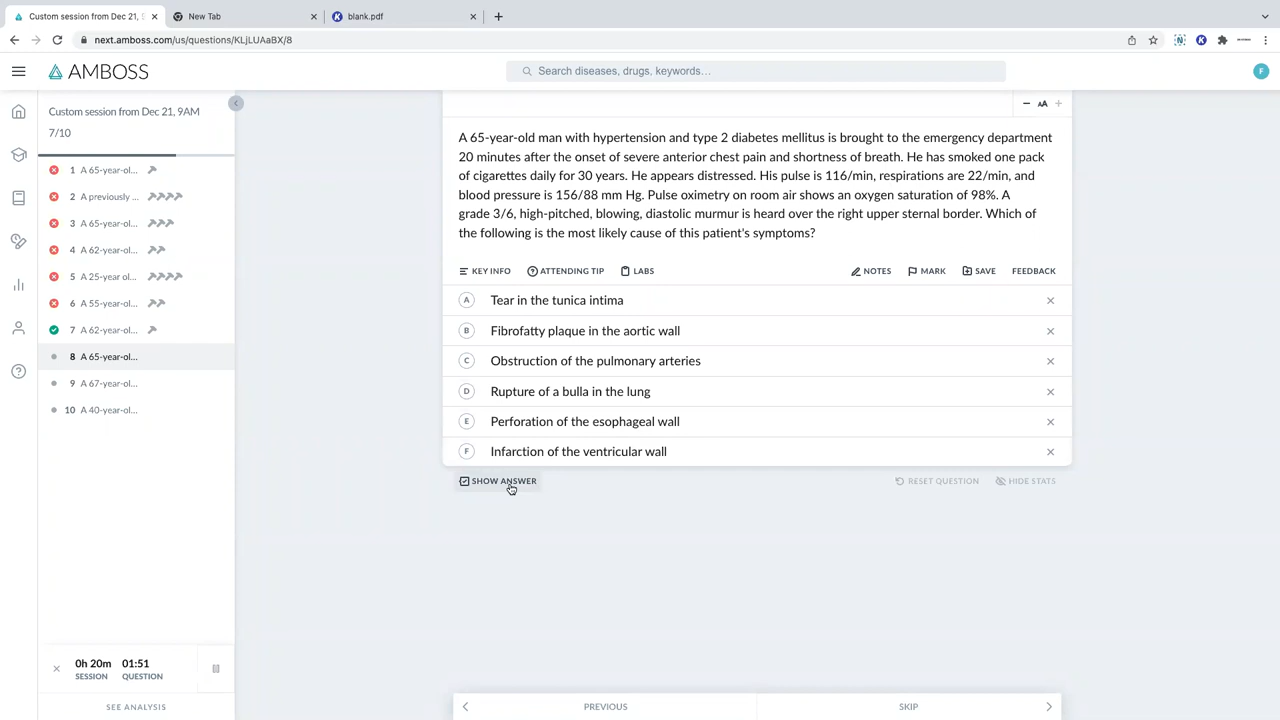 Custom session from Dec 21, 9
New Tab
blank.pdf
next.amboss.com/us/questions/KLjLUAaBX/8
AMBOSS
Search diseases, drugs, keywords…
F
Custom session from Dec 21, 9AM
7/10
1 A 65-year-ol...
2 A previously ...
3 A 65-year-ol...
4 A 62-year-ol...
5 A 25-year ol...
6 A 55-year-ol...
7 A 62-year-ol...
8 A 65-year-ol...
9 A 67-year-ol...
10 A 40-year-ol...
0h 20m 01:51
SESSION QUESTION
SEE ANALYSIS
AA
A 65-year-old man with hypertension and type 2 diabetes mellitus is brought to the emergency department
20 minutes after the onset of severe anterior chest pain and shortness of breath. He has smoked one pack
of cigarettes daily for 30 years. He appears distressed. His pulse is 116/min, respirations are 22/min, and
blood pressure is 156/88 mm Hg. Pulse oximetry on room air shows an oxygen saturation of 98%. A
grade 3/6, high-pitched, blowing, diastolic murmur is heard over the right upper sternal border. Which of
the following is the most likely cause of this patient's symptoms?
KEY INFO ATTENDING TIP LABS NOTES MARK SAVE FEEDBACK
A Tear in the tunica intima
B Fibrofatty plaque in the aortic wall
C Obstruction of the pulmonary arteries
D Rupture of a bulla in the lung
E Perforation of the esophageal wall
F Infarction of the ventricular wall
SHOW ANSWER RESET QUESTION HIDE STATS
PREVIOUS SKIP